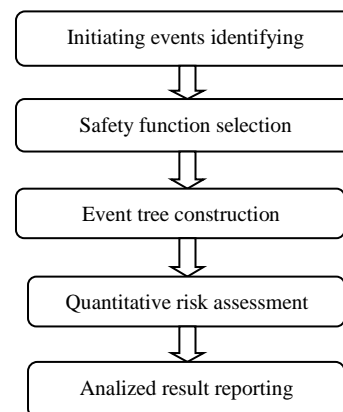 Initiating events identifying
Safety function selection
Event tree construction
Quantitative risk assessment
Analized result reporting